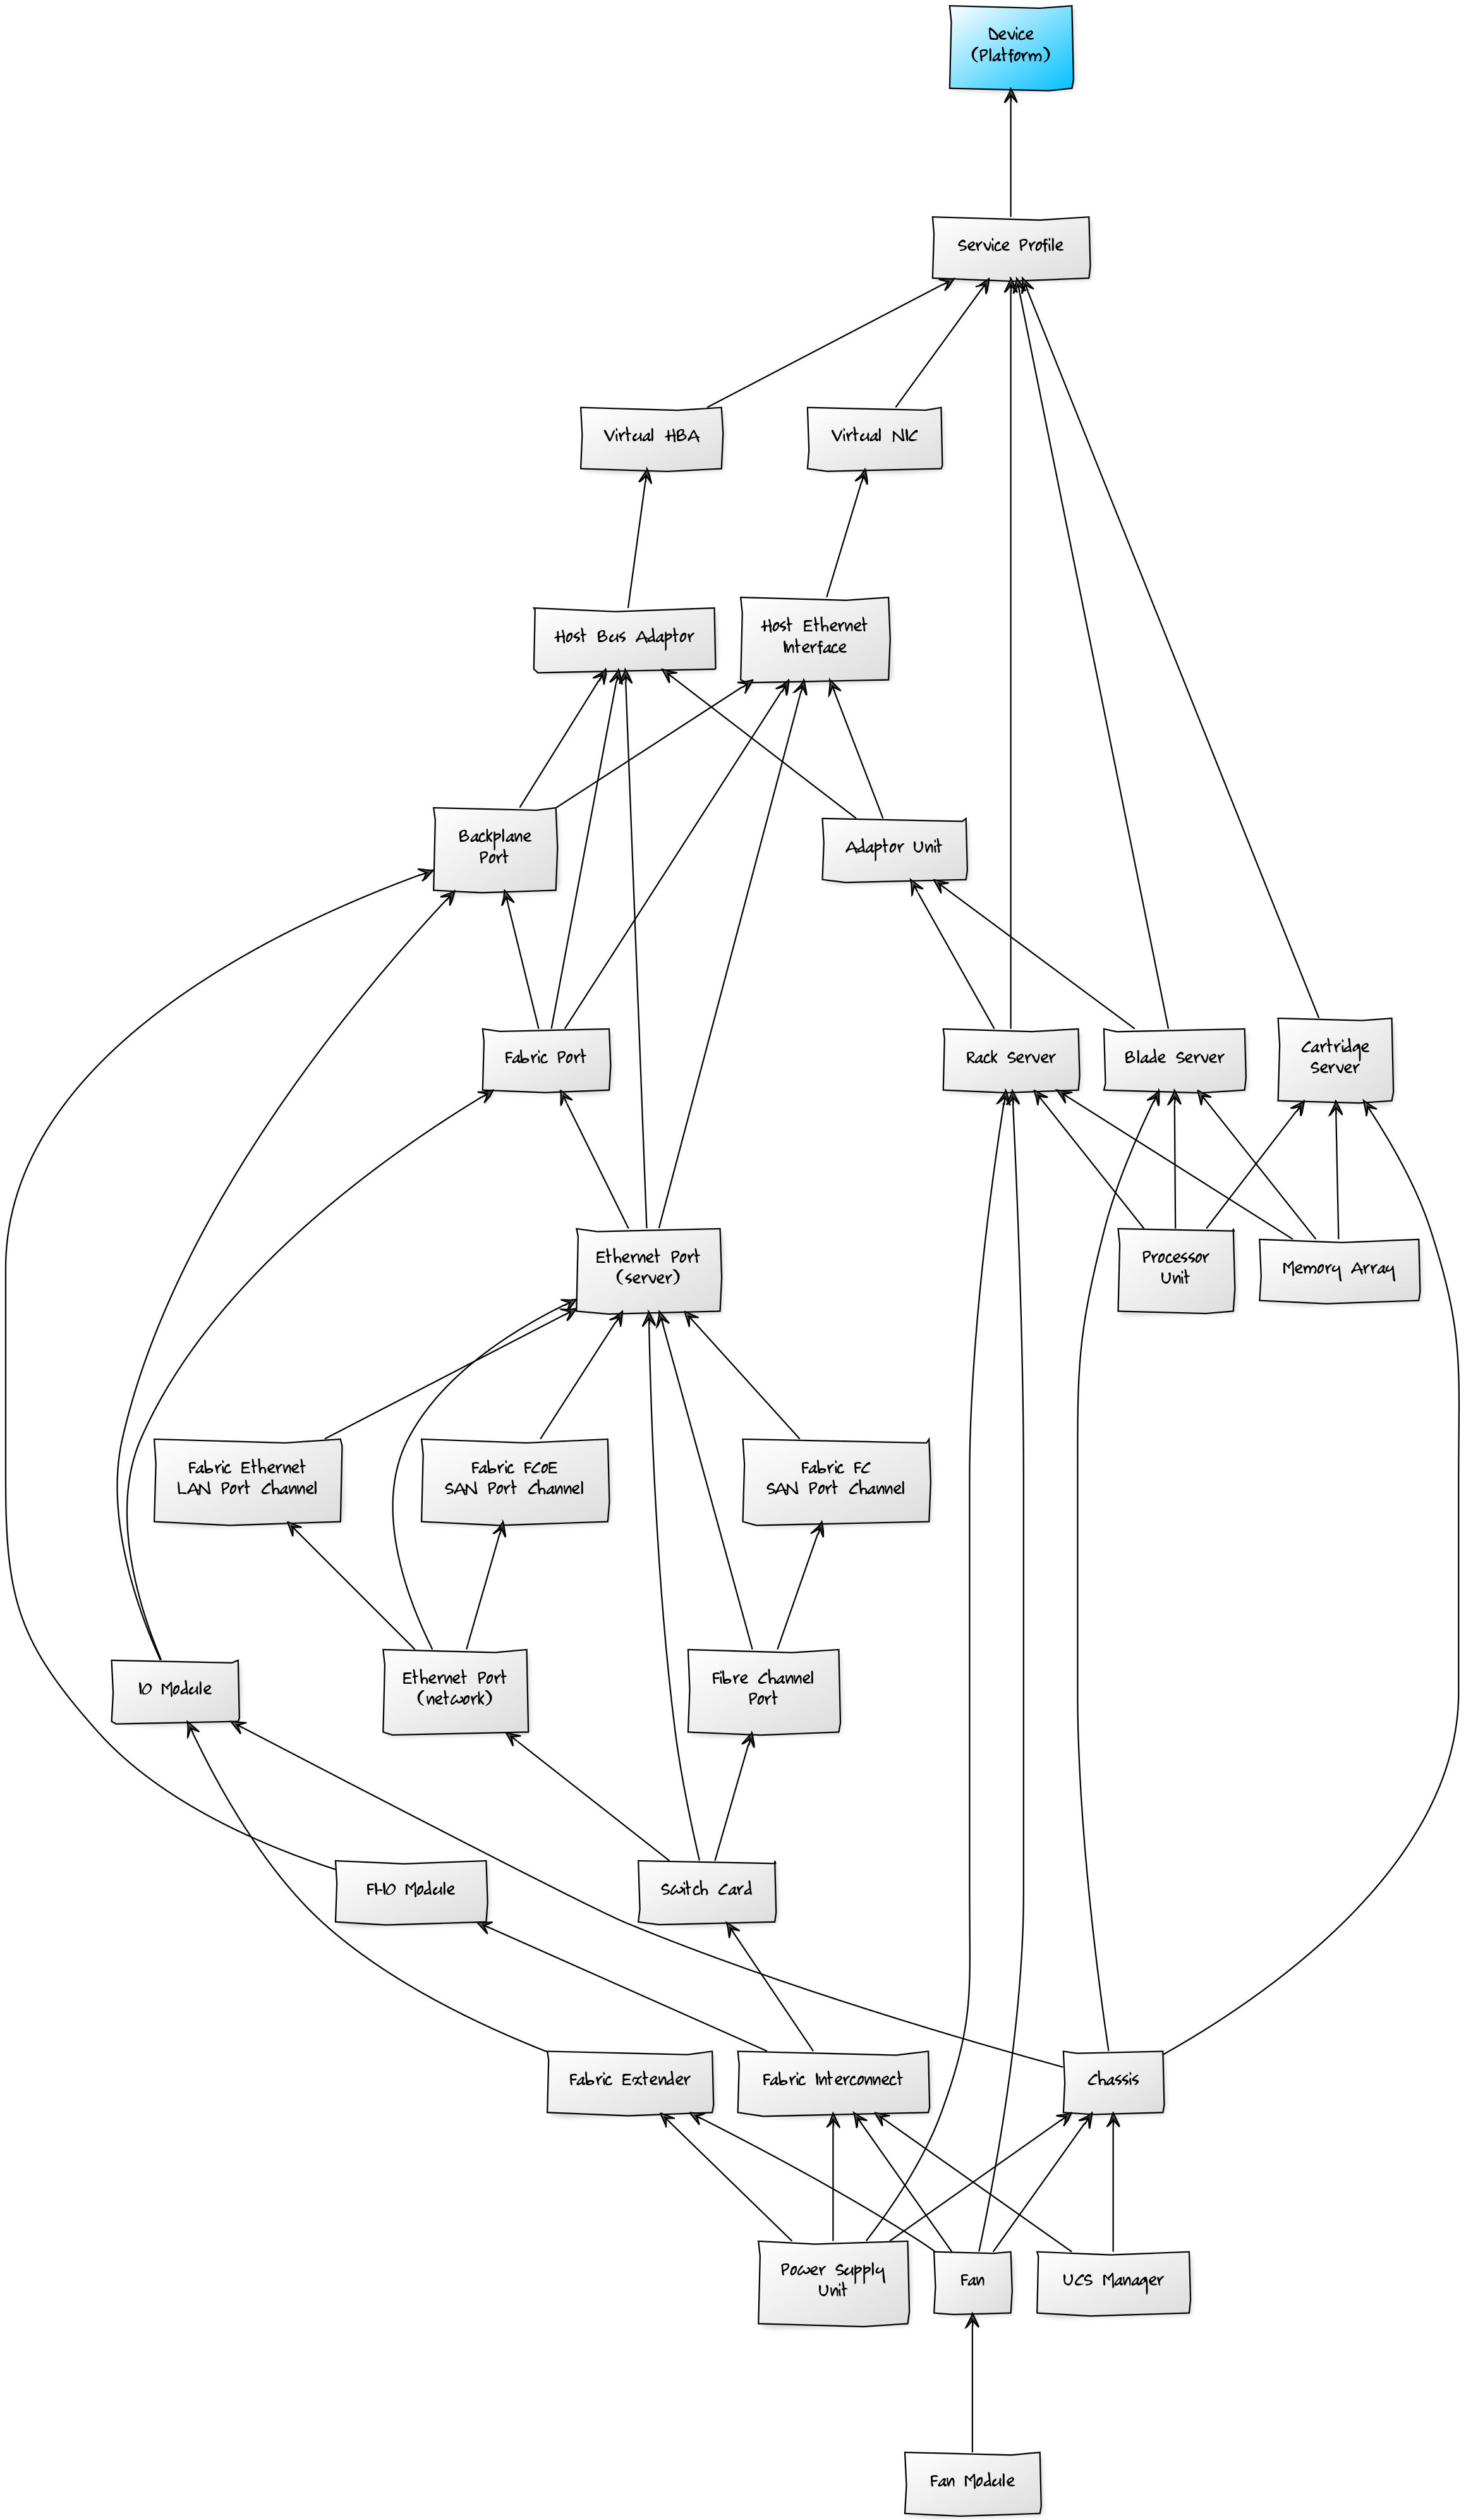 Device
(Platform)
Service Profile
Virtual HBA
Virtual NIC
Host Bus Adaptor
Host Ethernet
Interface
Backplane
Port
Adaptor Unit
Fabric Port
Rack Server
Blade Server
Cartridge
Server
Ethernet Port
(server)
Processor
Unit
Memory Array
Fabric Ethernet
LAN Port Channel
Fabric FCoE
SAN Port Channel
Fabric FC
SAN Port Channel
IO Module
Ethernet Port
(network)
Fibre Channel
Port
FI-IO Module
Switch Card
Fabric Extender
Fabric Interconnect
Chassis
Power Supply
Unit
Fan
UCS Manager
Fan Module